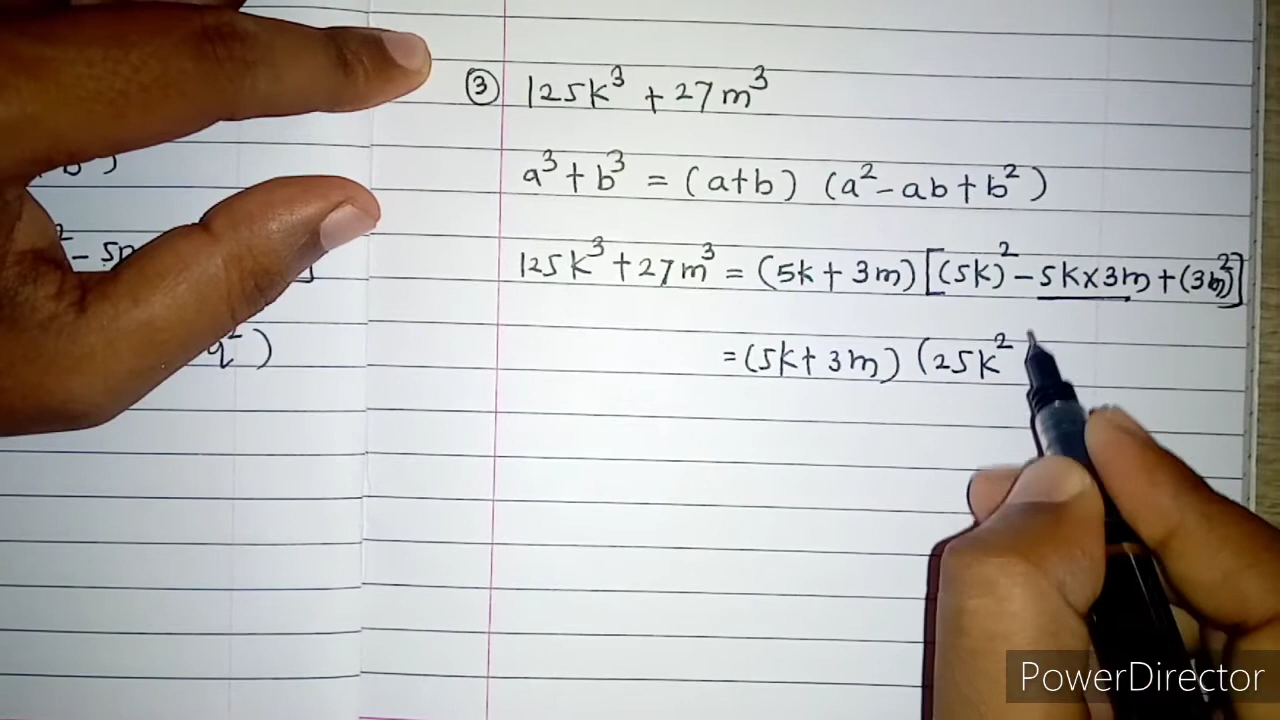 ③ 125k³ + 27m³
a³ + b³ = (a+b) (a² - ab + b²)
125k³ + 27m³ = (5k + 3m) [(5k)² - 5k×3m + (3m)²]
= (5k + 3m) (25k²
q²)
PowerDirector